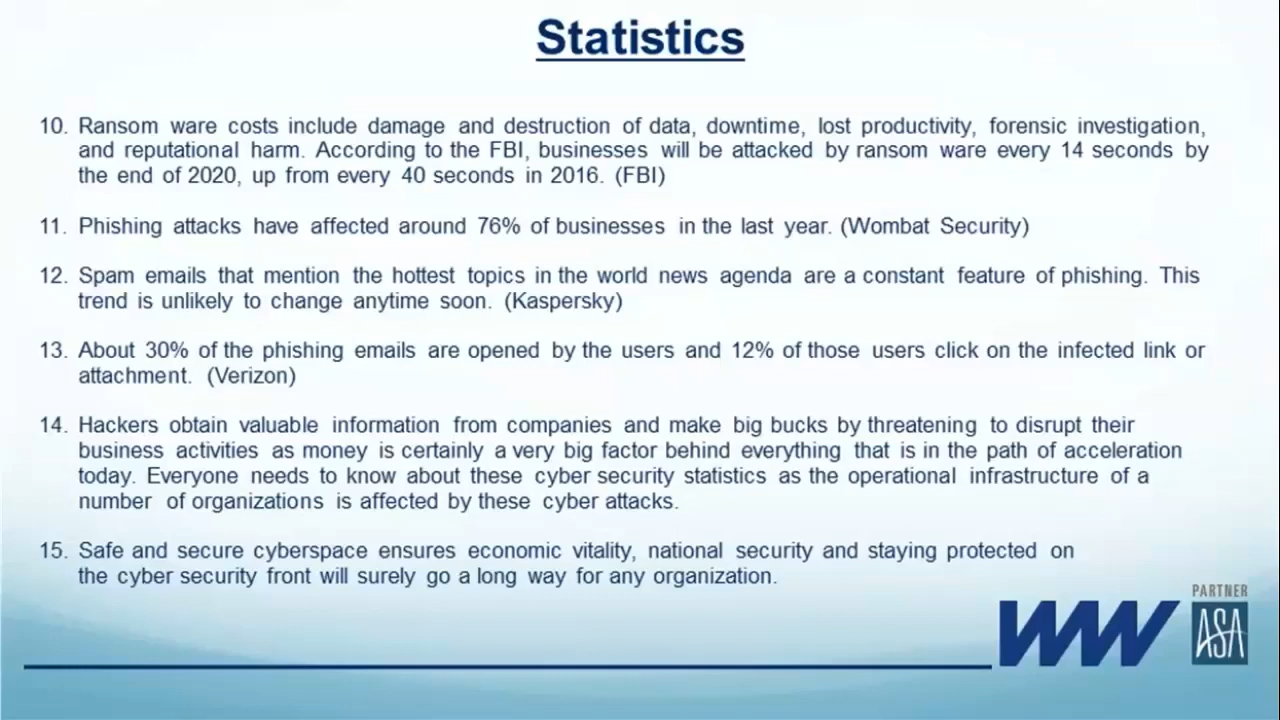 Statistics
10. Ransom ware costs include damage and destruction of data, downtime, lost productivity, forensic investigation,
and reputational harm. According to the FBI, businesses will be attacked by ransom ware every 14 seconds by
the end of 2020, up from every 40 seconds in 2016. (FBI)
11. Phishing attacks have affected around 76% of businesses in the last year. (Wombat Security)
12. Spam emails that mention the hottest topics in the world news agenda are a constant feature of phishing. This
trend is unlikely to change anytime soon. (Kaspersky)
13. About 30% of the phishing emails are opened by the users and 12% of those users click on the infected link or
attachment. (Verizon)
14. Hackers obtain valuable information from companies and make big bucks by threatening to disrupt their
business activities as money is certainly a very big factor behind everything that is in the path of acceleration
today. Everyone needs to know about these cyber security statistics as the operational infrastructure of a
number of organizations is affected by these cyber attacks.
15. Safe and secure cyberspace ensures economic vitality, national security and staying protected on
the cyber security front will surely go a long way for any organization.
PARTNER
WW
ASA